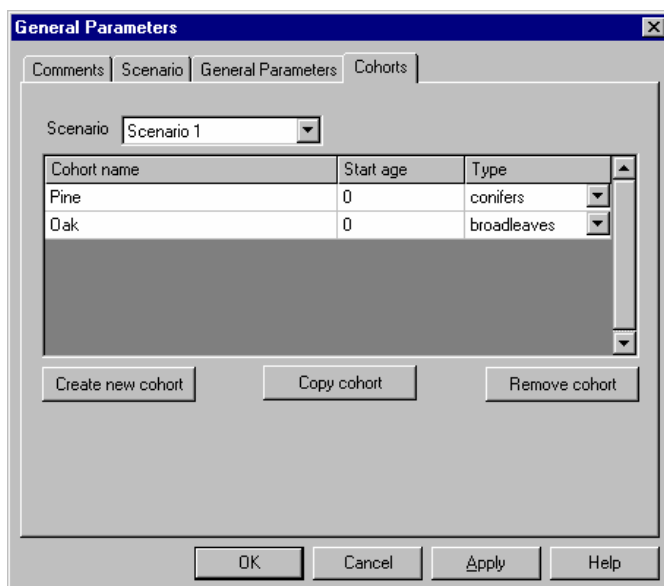 General Parameters
Comments Scenario General Parameters Cohorts
Scenario Scenario 1
Cohort name Start age Type
Pine 0 conifers
Oak 0 broadleaves
Create new cohort Copy cohort Remove cohort
OK Cancel Apply Help